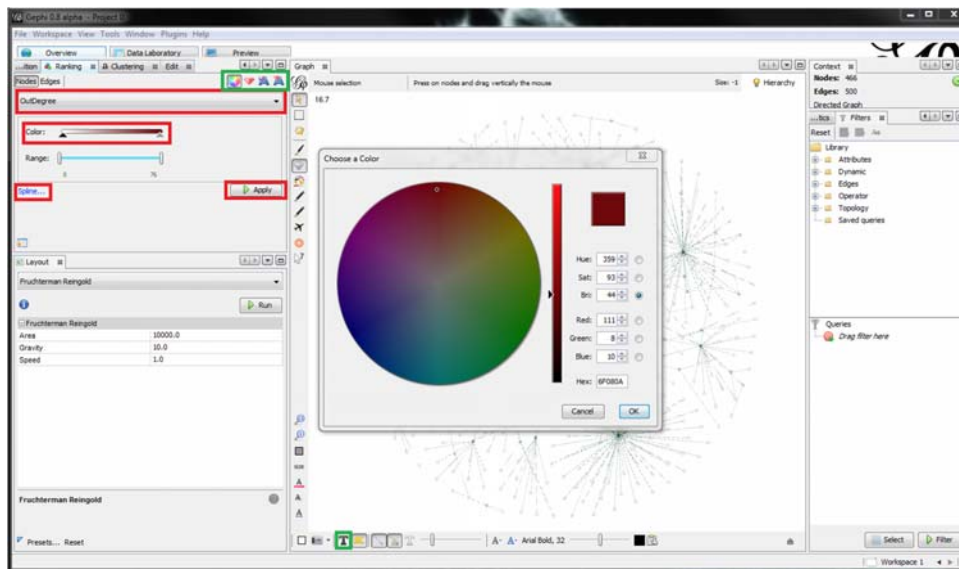 Gephi 0.8 alpha - Project 0
File Workspace View Tools Window Plugins Help
Overview
Data Laboratory
Preview
Ranking
Clustering
Edit
Nodes Edges
OutDegree
Color:
Range:
76
Spline...
Apply
Layout
Fruchterman Reingold
Run
Fruchterman Reingold
Area 10000.0
Gravity 10.0
Speed 1.0
Fruchterman Reingold
Presets... Reset
Graph
Mouse selection
Press on nodes and drag vertically the mouse
Size: -1
Hierarchy
16.7
Choose a Color
Hue: 359
Sat: 93
Bri: 44
Red: 111
Green: 8
Blue: 10
Hex: 6F080A
Cancel
OK
A- A- Arial Bold, 32
Context
Nodes: 466
Edges: 500
Directed Graph
...tics
Filters
Reset
Library
Attributes
Dynamic
Edges
Operator
Topology
Saved queries
Queries
Drag filter here
Select
Filter
Workspace 1